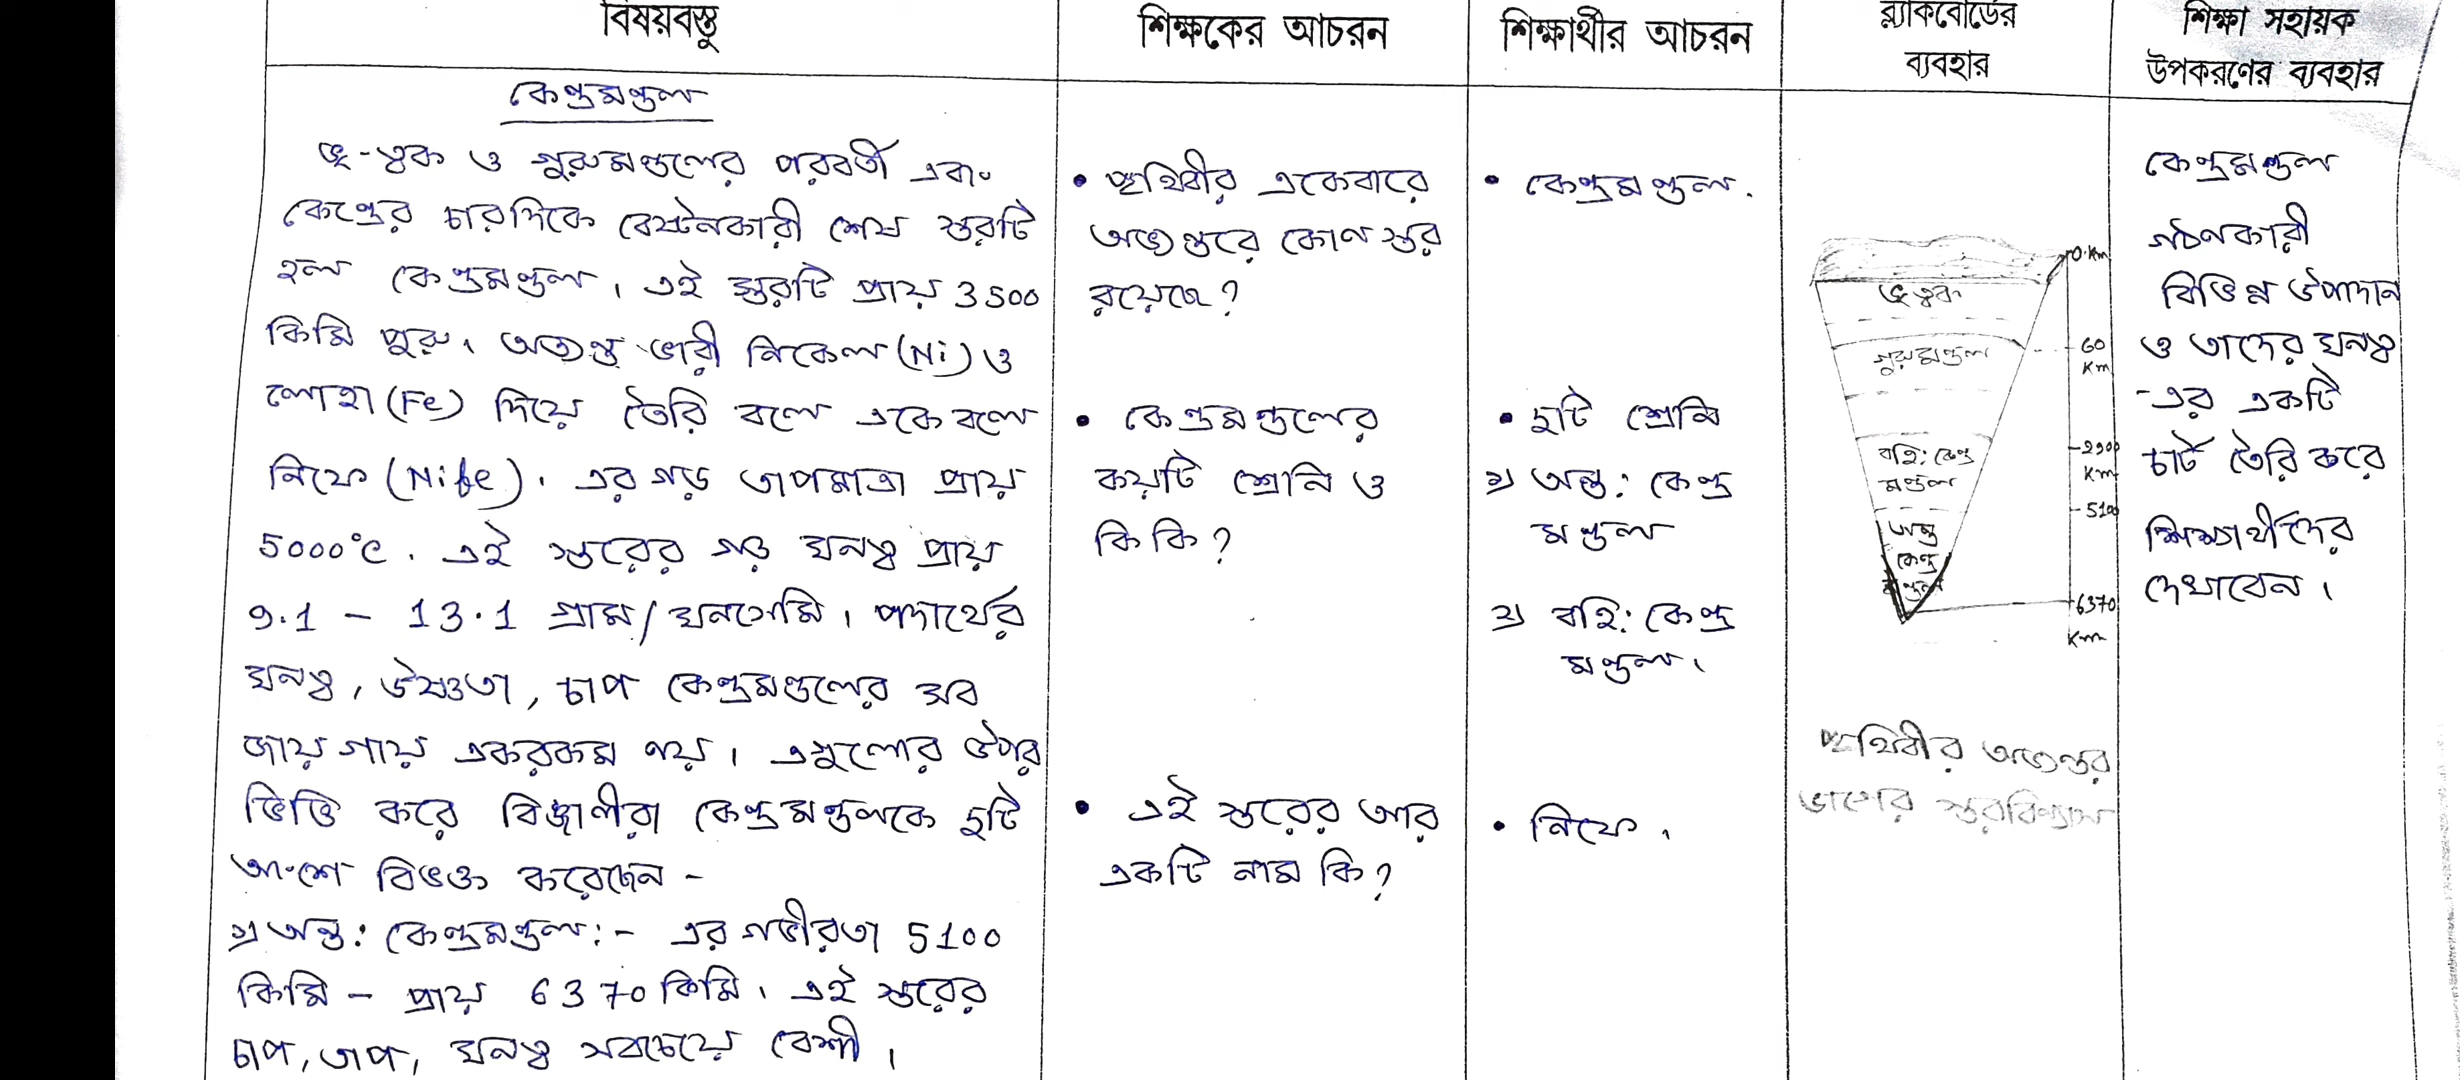 বিষয়বস্তু
শিক্ষকের আচরন
শিক্ষার্থীর আচরন
ব্ল্যাকবোর্ডের
ব্যবহার
শিক্ষা সহায়ক
উপকরণের ব্যবহার
কেন্দ্রমণ্ডল
ভূ-ত্বক ও গুরুমণ্ডলের পরবর্তী এবং
কেন্দ্রের চারদিকে বেষ্টনকারী শেষ স্তরটি
হল কেন্দ্রমণ্ডল। এই স্তরটি প্রায় 3500
কিমি পুরু। অত্যন্ত ভারী নিকেল (Ni) ও
লোহা (Fe) দিয়ে তৈরি বলে একে বলে
নিফে (Nife)। এর গড় তাপমাত্রা প্রায়
5000°C. এই স্তরের গড় ঘনত্ব প্রায়
9.1 - 13.1 গ্রাম/ঘনসেমি। পদার্থের
ঘনত্ব, উষ্ণতা, চাপ কেন্দ্রমণ্ডলের সব
জায়গায় একরকম নয়। এগুলোর উপর
ভিত্তি করে বিজ্ঞানীরা কেন্দ্রমণ্ডলকে দুটি
অংশে বিভক্ত করেছেন -
১) অন্ত: কেন্দ্রমণ্ডল:- এর গভীরতা 5100
কিমি - প্রায় 6370 কিমি। এই স্তরের
চাপ, তাপ, ঘনত্ব সবচেয়ে বেশী।
• পৃথিবীর একেবারে
অভ্যন্তরে কোন স্তর
রয়েছে?
• কেন্দ্রমণ্ডলের
কয়টি শ্রেনি ও
কি কি?
• এই স্তরের আর
একটি নাম কি?
• কেন্দ্রমণ্ডল.
• দুটি শ্রেনি
১) অন্ত: কেন্দ্র
মণ্ডল
২) বহি: কেন্দ্র
মণ্ডল।
• নিফে।
0 km
ভূত্বক
গুরুমণ্ডল
60
Km
বহি: কেন্দ্র
মণ্ডল
2900
Km
5100
অন্ত
কেন্দ্র
মণ্ডল
6370
Km
পৃথিবীর অভ্যন্তর
ভাগের স্তরবিন্যাস
কেন্দ্রমণ্ডল
গঠনকারী
বিভিন্ন উপাদান
ও তাদের ঘনত্ব
-এর একটি
চার্ট তৈরি করে
শিক্ষার্থীদের
দেখাবেন।